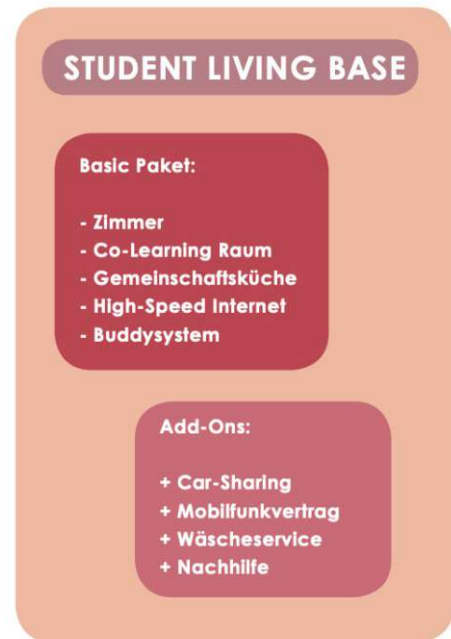 STUDENT LIVING BASE
Basic Paket:
- Zimmer
- Co-Learning Raum
- Gemeinschaftsküche
- High-Speed Internet
- Buddysystem
Add-Ons:
+ Car-Sharing
+ Mobilfunkvertrag
+ Wäscheservice
+ Nachhilfe